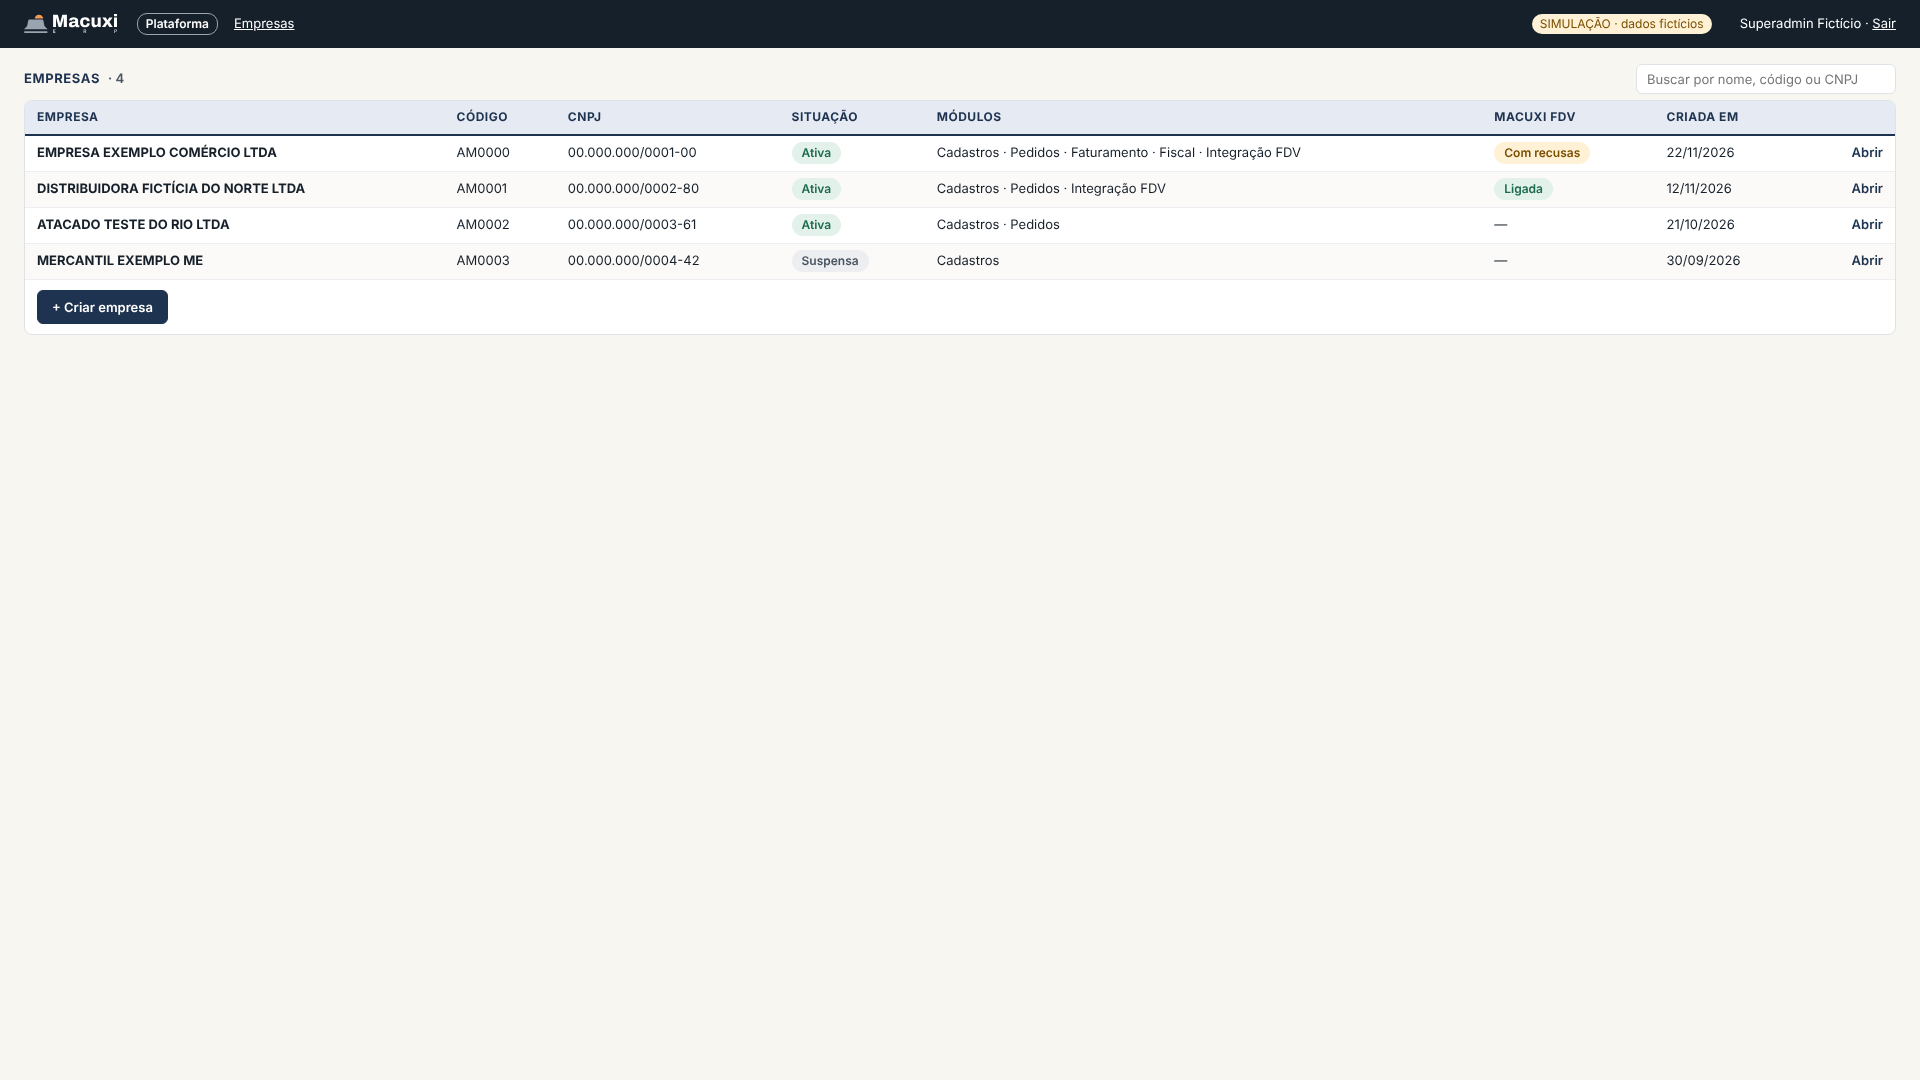 Macuxi
E R P
Plataforma
Empresas
SIMULAÇÃO · dados fictícios
Superadmin Fictício · Sair
EMPRESAS · 4
Buscar por nome, código ou CNPJ
EMPRESA CÓDIGO CNPJ SITUAÇÃO MÓDULOS MACUXI FDV CRIADA EM
EMPRESA EXEMPLO COMÉRCIO LTDA AM0000 00.000.000/0001-00 Ativa Cadastros · Pedidos · Faturamento · Fiscal · Integração FDV Com recusas 22/11/2026 Abrir
DISTRIBUIDORA FICTÍCIA DO NORTE LTDA AM0001 00.000.000/0002-80 Ativa Cadastros · Pedidos · Integração FDV Ligada 12/11/2026 Abrir
ATACADO TESTE DO RIO LTDA AM0002 00.000.000/0003-61 Ativa Cadastros · Pedidos — 21/10/2026 Abrir
MERCANTIL EXEMPLO ME AM0003 00.000.000/0004-42 Suspensa Cadastros — 30/09/2026 Abrir
+ Criar empresa